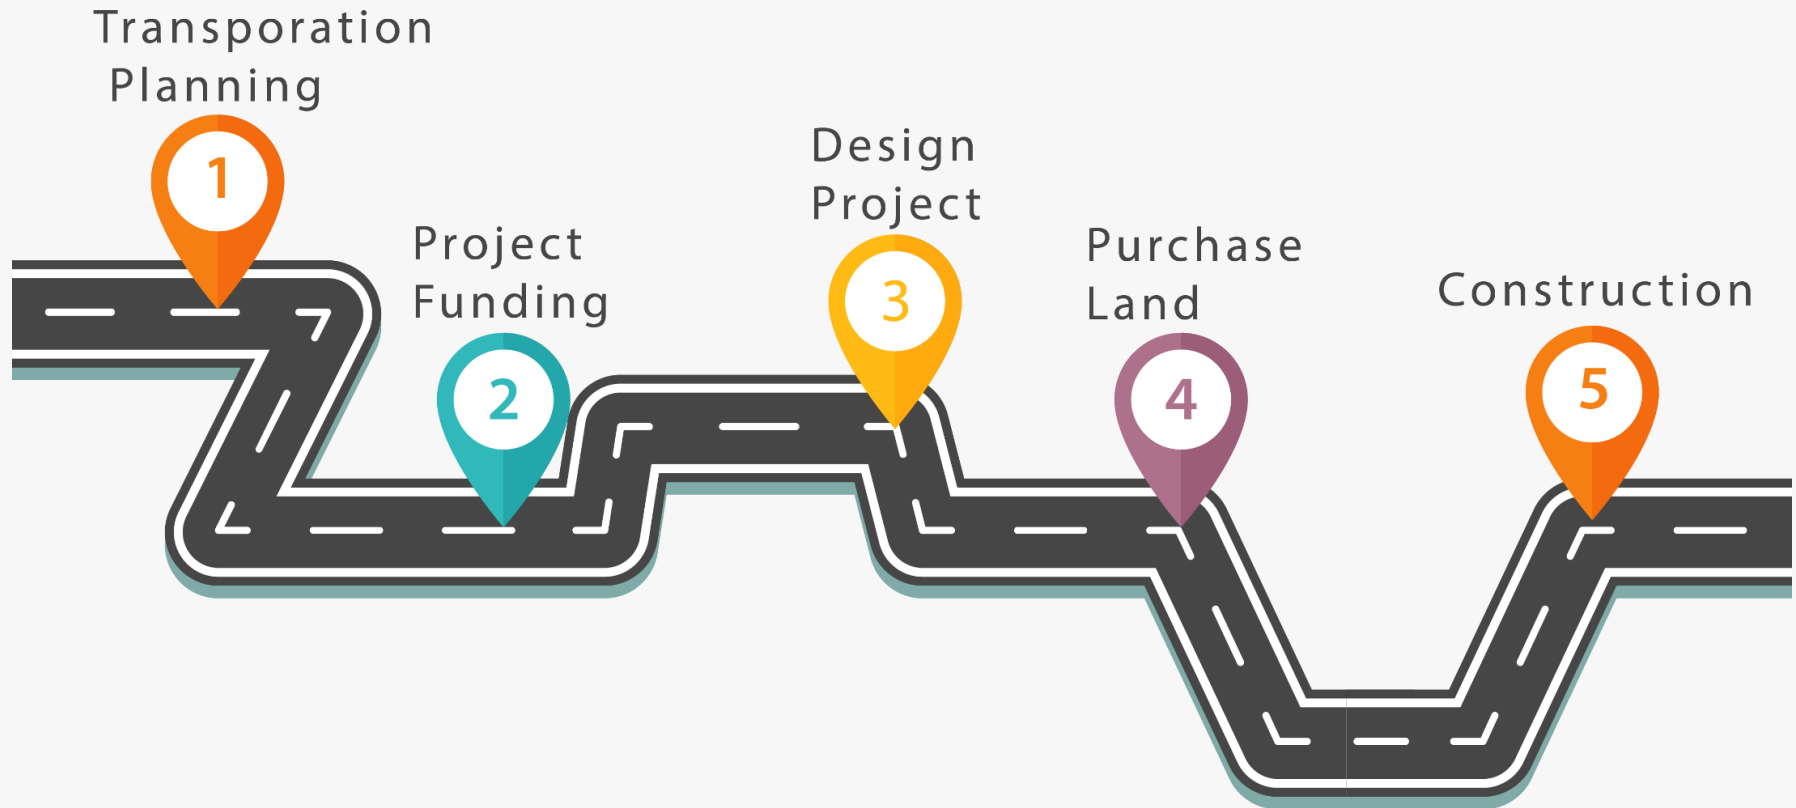 Transporation
Planning
1
Project
Funding
2
Design
Project
3
Purchase
Land
4
Construction
5